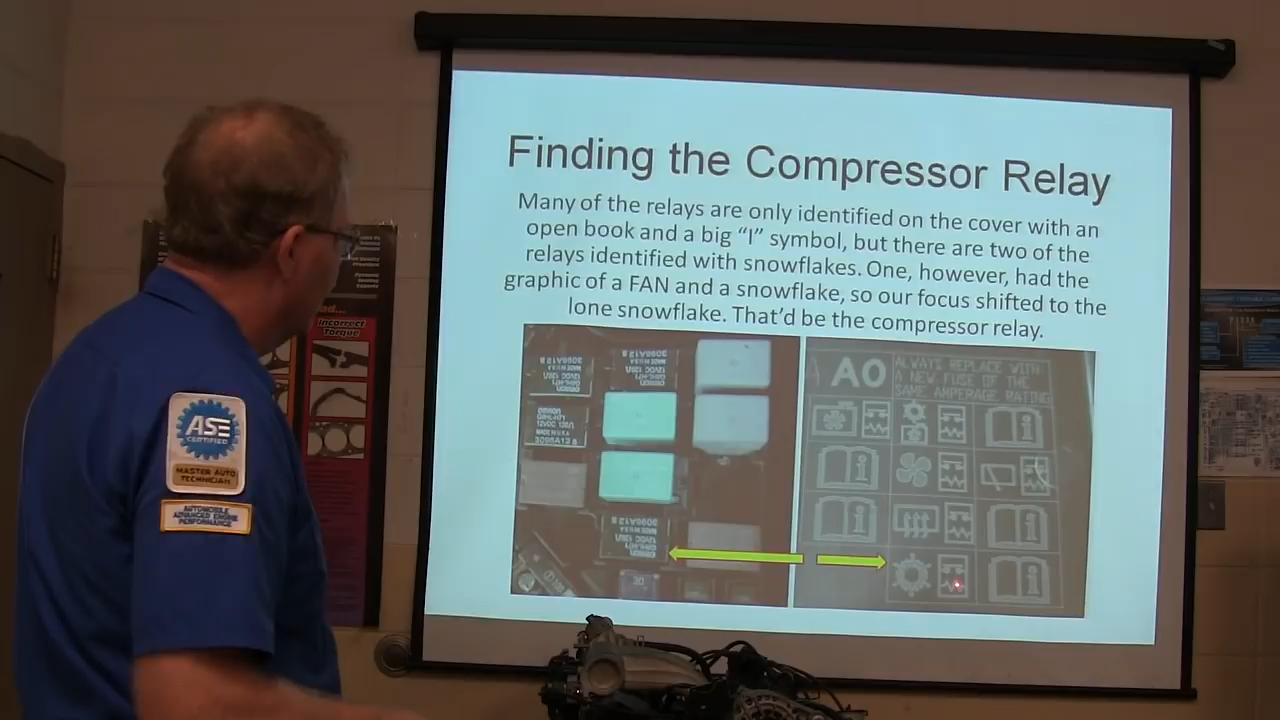 Finding the Compressor Relay
Many of the relays are only identified on the cover with an
open book and a big “I” symbol, but there are two of the
relays identified with snowflakes. One, however, had the
graphic of a FAN and a snowflake, so our focus shifted to the
lone snowflake. That’d be the compressor relay.
AO
ALWAYS REPLACE WITH
A NEW FUSE OF THE
SAME AMPERAGE RATING
30
Incorrect
Torque
ASE
CERTIFIED
MASTER AUTO
TECHNICIAN
AUTOMOBILE
ADVANCED ENGINE
PERFORMANCE